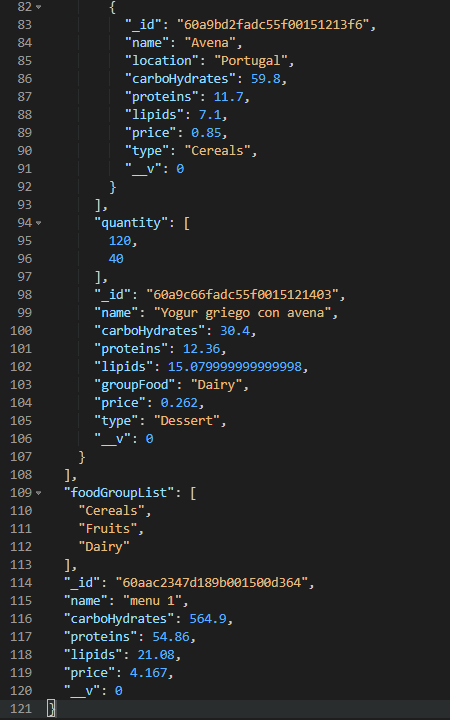 82 {
83 "_id": "60a9bd2fadc55f00151213f6",
84 "name": "Avena",
85 "location": "Portugal",
86 "carboHydrates": 59.8,
87 "proteins": 11.7,
88 "lipids": 7.1,
89 "price": 0.85,
90 "type": "Cereals",
91 "__v": 0
92 }
93 ],
94 "quantity": [
95 120,
96 40
97 ],
98 "_id": "60a9c66fadc55f0015121403",
99 "name": "Yogur griego con avena",
100 "carboHydrates": 30.4,
101 "proteins": 12.36,
102 "lipids": 15.079999999999998,
103 "groupFood": "Dairy",
104 "price": 0.262,
105 "type": "Dessert",
106 "__v": 0
107 }
108 ],
109 "foodGroupList": [
110 "Cereals",
111 "Fruits",
112 "Dairy"
113 ],
114 "_id": "60aac2347d189b001500d364",
115 "name": "menu 1",
116 "carboHydrates": 564.9,
117 "proteins": 54.86,
118 "lipids": 21.08,
119 "price": 4.167,
120 "__v": 0
121 }